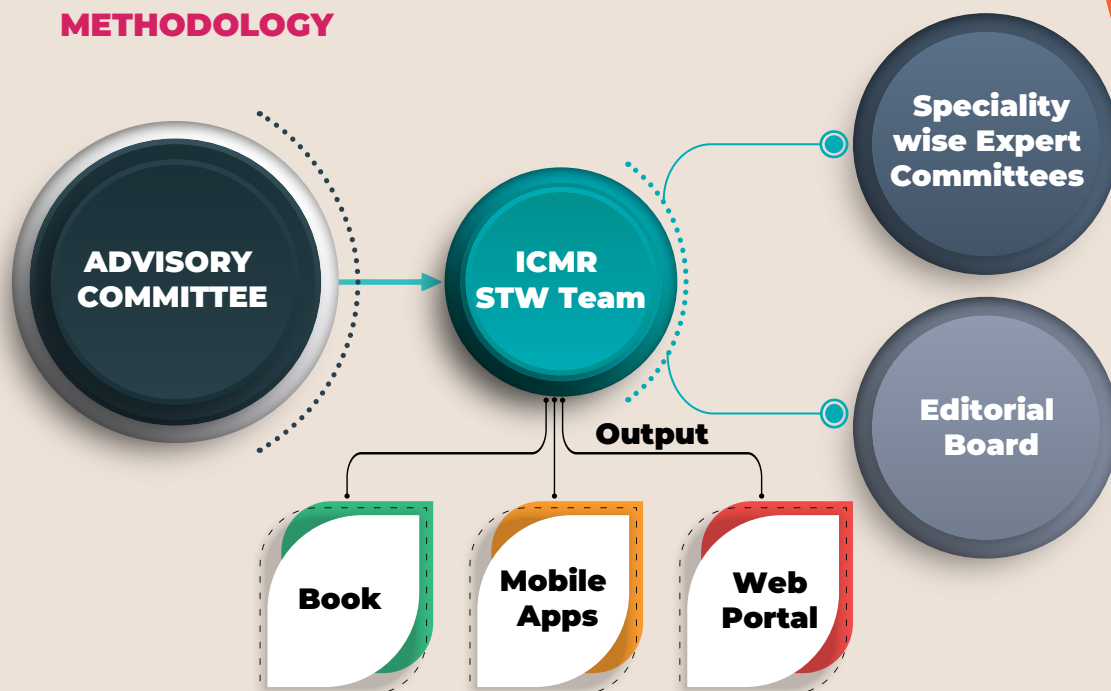 METHODOLOGY
ADVISORY
COMMITTEE
ICMR
STW Team
Speciality
wise Expert
Committees
Editorial
Board
Output
Book
Mobile
Apps
Web
Portal